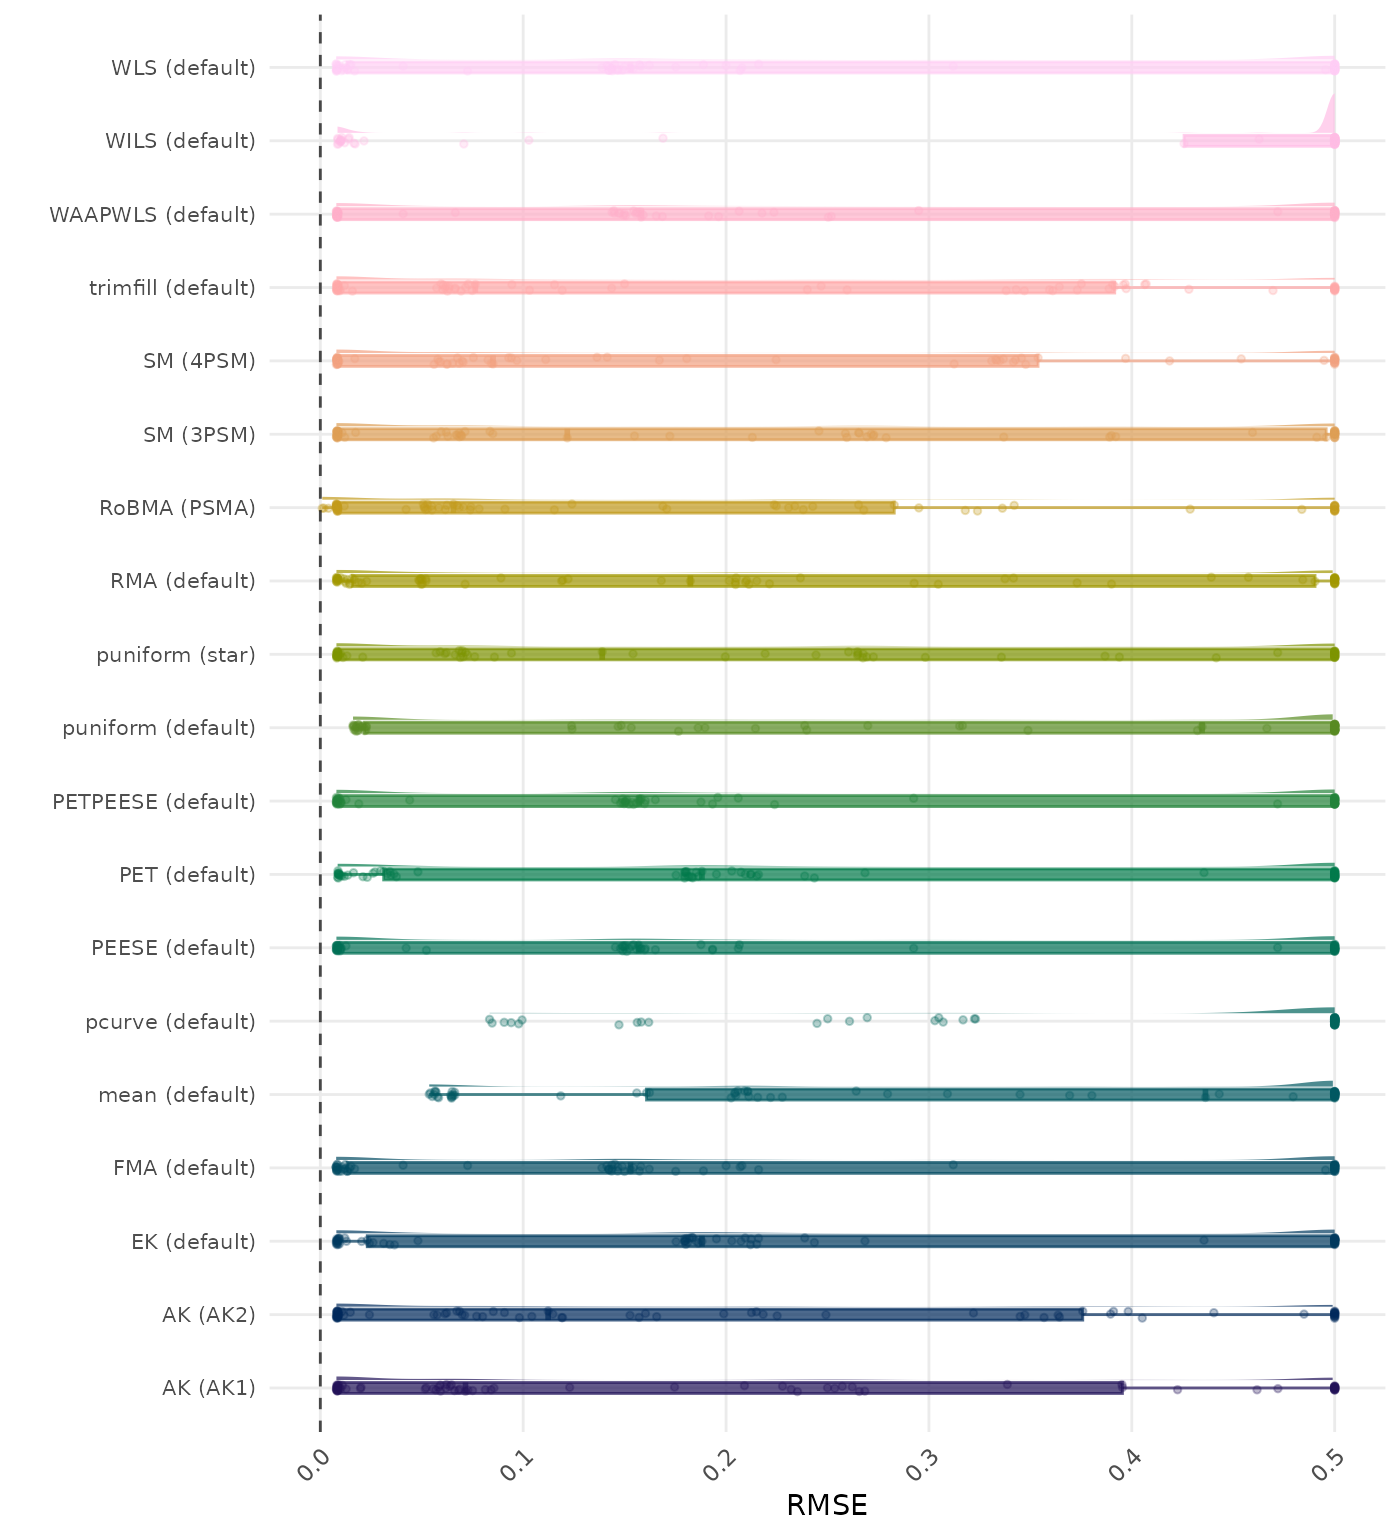 WLS (default)
WILS (default)
WAAPWLS (default)
trimfill (default)
SM (4PSM)
SM (3PSM)
RoBMA (PSMA)
RMA (default)
puniform (star)
puniform (default)
PETPEESE (default)
PET (default)
PEESE (default)
pcurve (default)
mean (default)
FMA (default)
EK (default)
AK (AK2)
AK (AK1)
0.0 0.1 0.2 0.3 0.4 0.5
RMSE